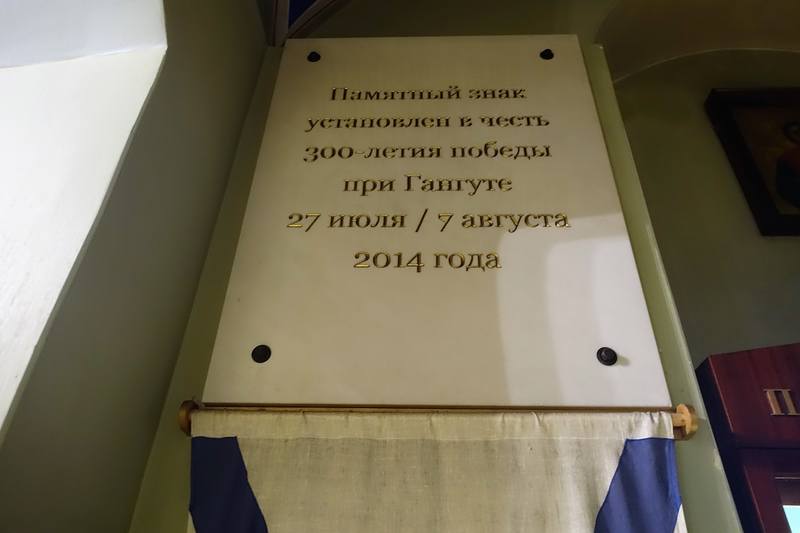 Памятный знак
установлен в честь
300-летия победы
при Гангуте
27 июля / 7 августа
2014 года
П